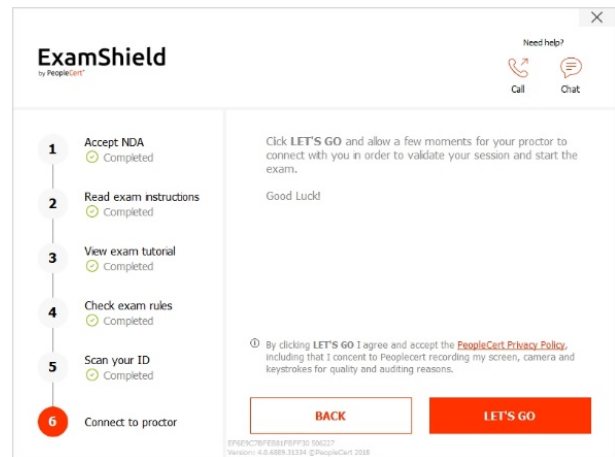 ExamShield
by PeopleCert
Need help?
Call
Chat
1
Accept NDA
Completed
2
Read exam instructions
Completed
3
View exam tutorial
Completed
4
Check exam rules
Completed
5
Scan your ID
Completed
6
Connect to proctor
Click LET'S GO and allow a few moments for your proctor to
connect with you in order to validate your session and start the
exam.
Good Luck!
By clicking LET'S GO I agree and accept the PeopleCert Privacy Policy,
including that I consent to Peoplecert recording my screen, camera and
keystrokes for quality and auditing reasons.
BACK
LET'S GO
©PeopleCert 2018